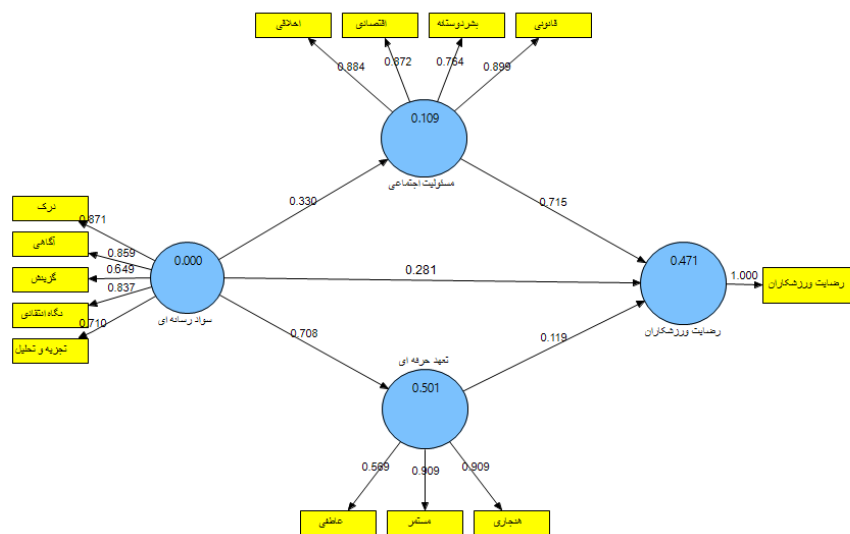 اخلاقی
اقتصادی
بشردوستانه
قانونی
0.884
0.872
0.764
0.899
0.109
مسئولیت اجتماعی
0.330
0.715
درک
0.871
آگاهی
0.859
گزینش
0.649
نگاه انتقادی
0.837
تجزیه و تحلیل
0.710
0.000
سواد رسانه ای
0.281
0.471
رضایت ورزشکاران
1.000
رضایت ورزشکاران
0.708
0.119
تعهد حرفه ای
0.501
0.569
0.909
0.909
عاطفی
مستمر
هنجاری